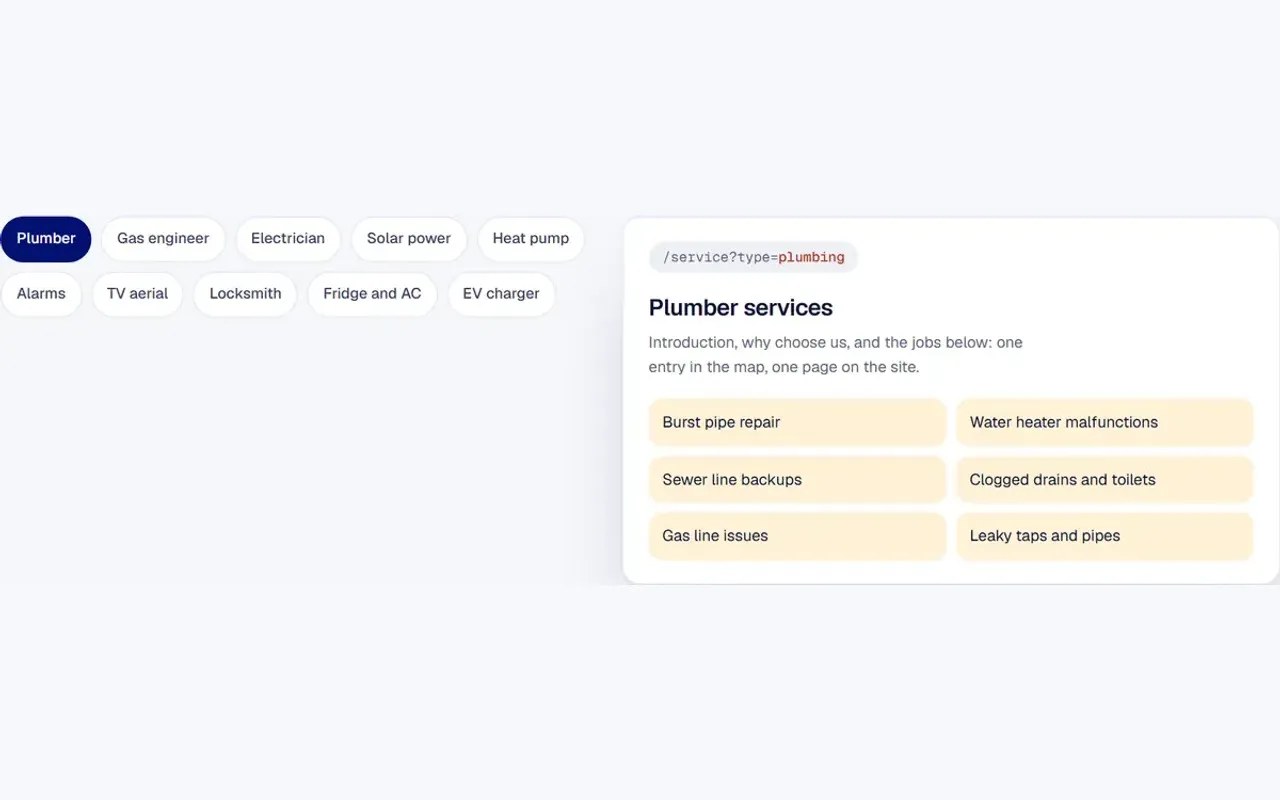 Plumber
Gas engineer
Electrician
Solar power
Heat pump
Alarms
TV aerial
Locksmith
Fridge and AC
EV charger
/service?type=plumbing
Plumber services
Introduction, why choose us, and the jobs below: one
entry in the map, one page on the site.
Burst pipe repair
Water heater malfunctions
Sewer line backups
Clogged drains and toilets
Gas line issues
Leaky taps and pipes